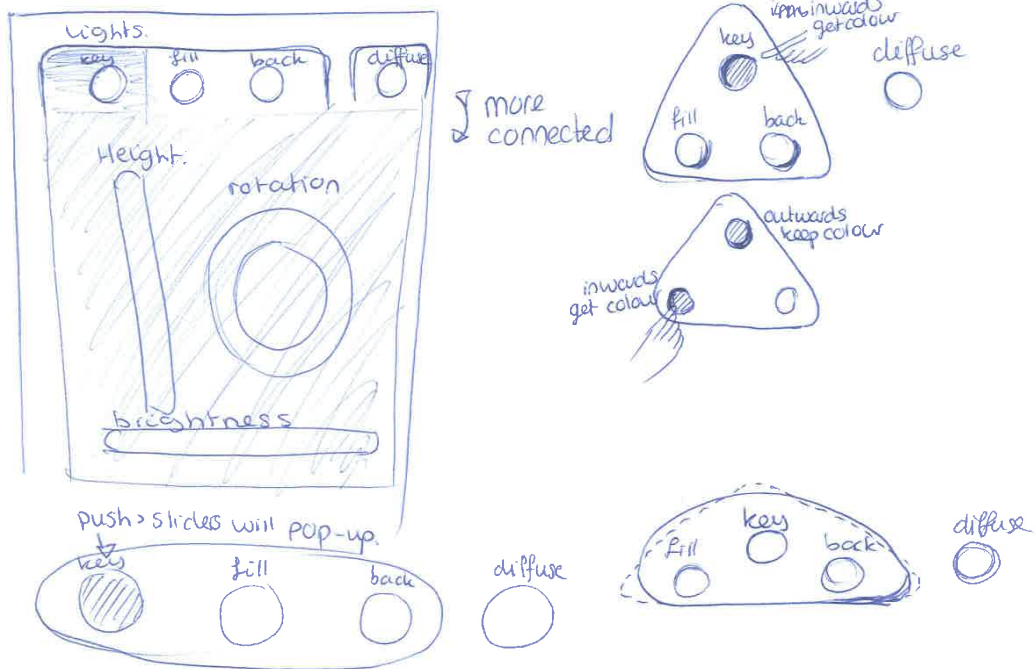 Lights.
key fill back diffuse
Height.
rotation
brightness
more
connected
inwards
get colour
key
fill back
diffuse
outwards
keep colour
inwards
get colour
push > sliders will pop-up.
key fill back diffuse
key
fill back
diffuse